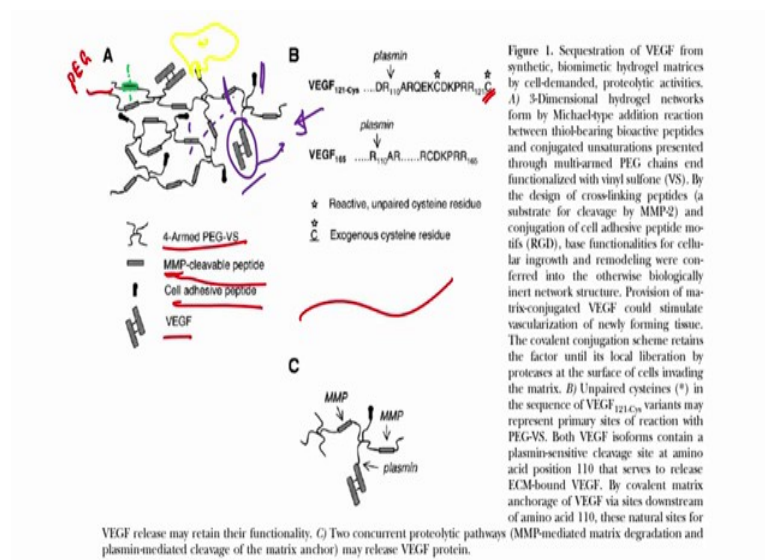 PEG
A
4-Armed PEG-VS
MMP-cleavable peptide
Cell adhesive peptide
VEGF
B
plasmin
VEGF121-Cys ....DR110ARQEKCDKPRR121C
plasmin
VEGF165 .....R110AR......RCDKPRR165
☆ Reactive, unpaired cysteine residue
☆
C Exogenous cysteine residue
C
MMP
MMP
plasmin
Figure 1. Sequestration of VEGF from
synthetic, biomimetic hydrogel matrices
by cell-demanded, proteolytic activities.
A) 3-Dimensional hydrogel networks
form by Michael-type addition reaction
between thiol-bearing bioactive peptides
and conjugated unsaturations presented
through multi-armed PEG chains end
functionalized with vinyl sulfone (VS). By
the design of cross-linking peptides (a
substrate for cleavage by MMP-2) and
conjugation of cell adhesive peptide mo-
tifs (RGD), base functionalities for cellu-
lar ingrowth and remodeling were con-
ferred into the otherwise biologically
inert network structure. Provision of ma-
trix-conjugated VEGF could stimulate
vascularization of newly forming tissue.
The covalent conjugation scheme retains
the factor until its local liberation by
proteases at the surface of cells invading
the matrix. B) Unpaired cysteines (*) in
the sequence of VEGF121-Cys variants may
represent primary sites of reaction with
PEG-VS. Both VEGF isoforms contain a
plasmin-sensitive cleavage site at amino
acid position 110 that serves to release
ECM-bound VEGF. By covalent matrix
anchorage of VEGF via sites downstream
of amino acid 110, these natural sites for
VEGF release may retain their functionality. C) Two concurrent proteolytic pathways (MMP-mediated matrix degradation and
plasmin-mediated cleavage of the matrix anchor) may release VEGF protein.